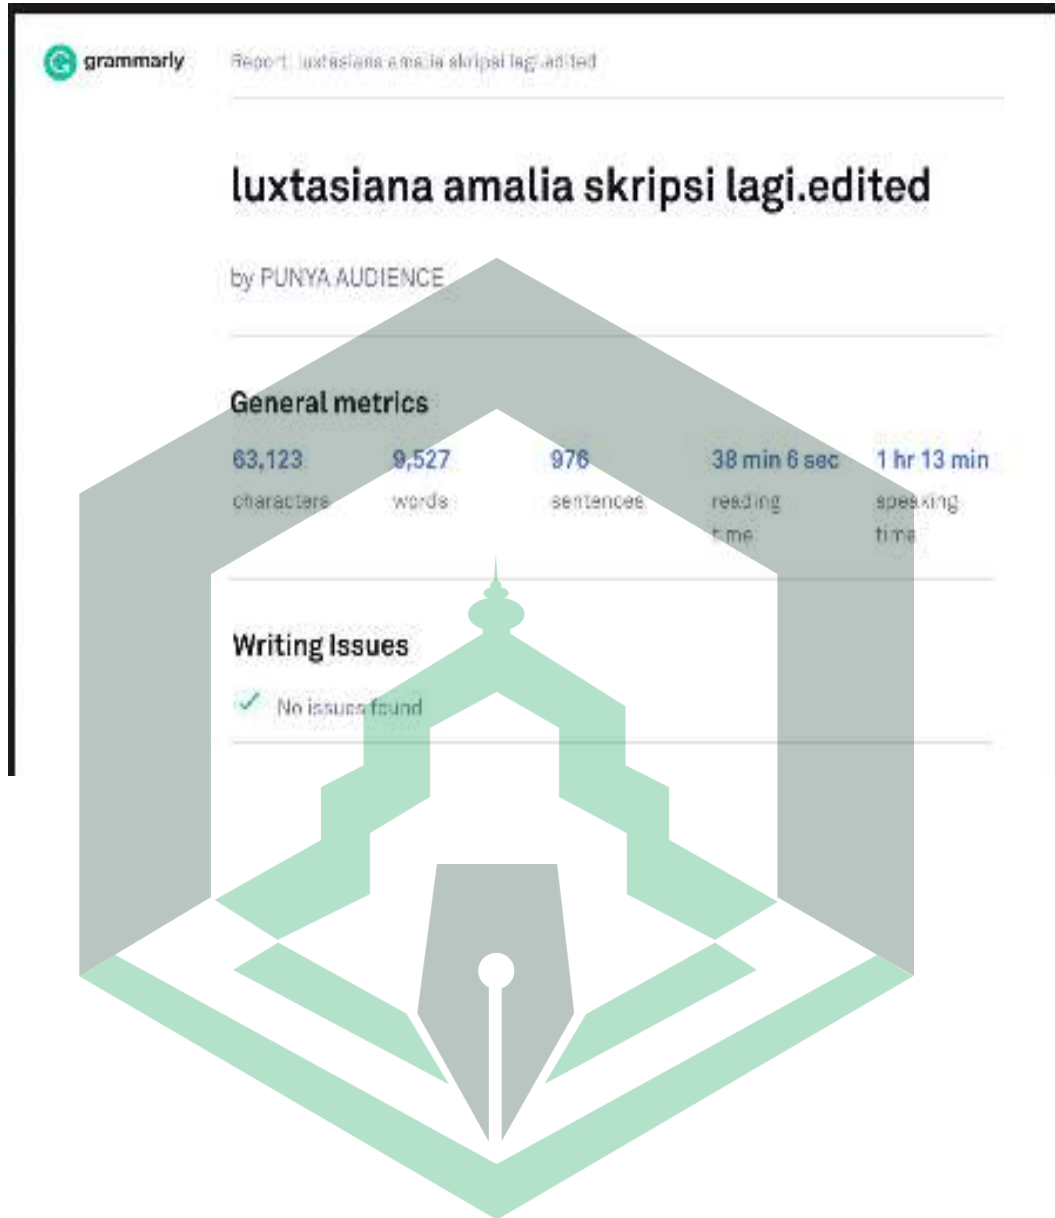 grammarly
Report: luxtasiana amalia skripsi lagi.edited
luxtasiana amalia skripsi lagi.edited
by PUNYA AUDIENCE
General metrics
63,123 9,527 976 38 min 6 sec 1 hr 13 min
characters words sentences reading time speaking time
Writing Issues
No issues found